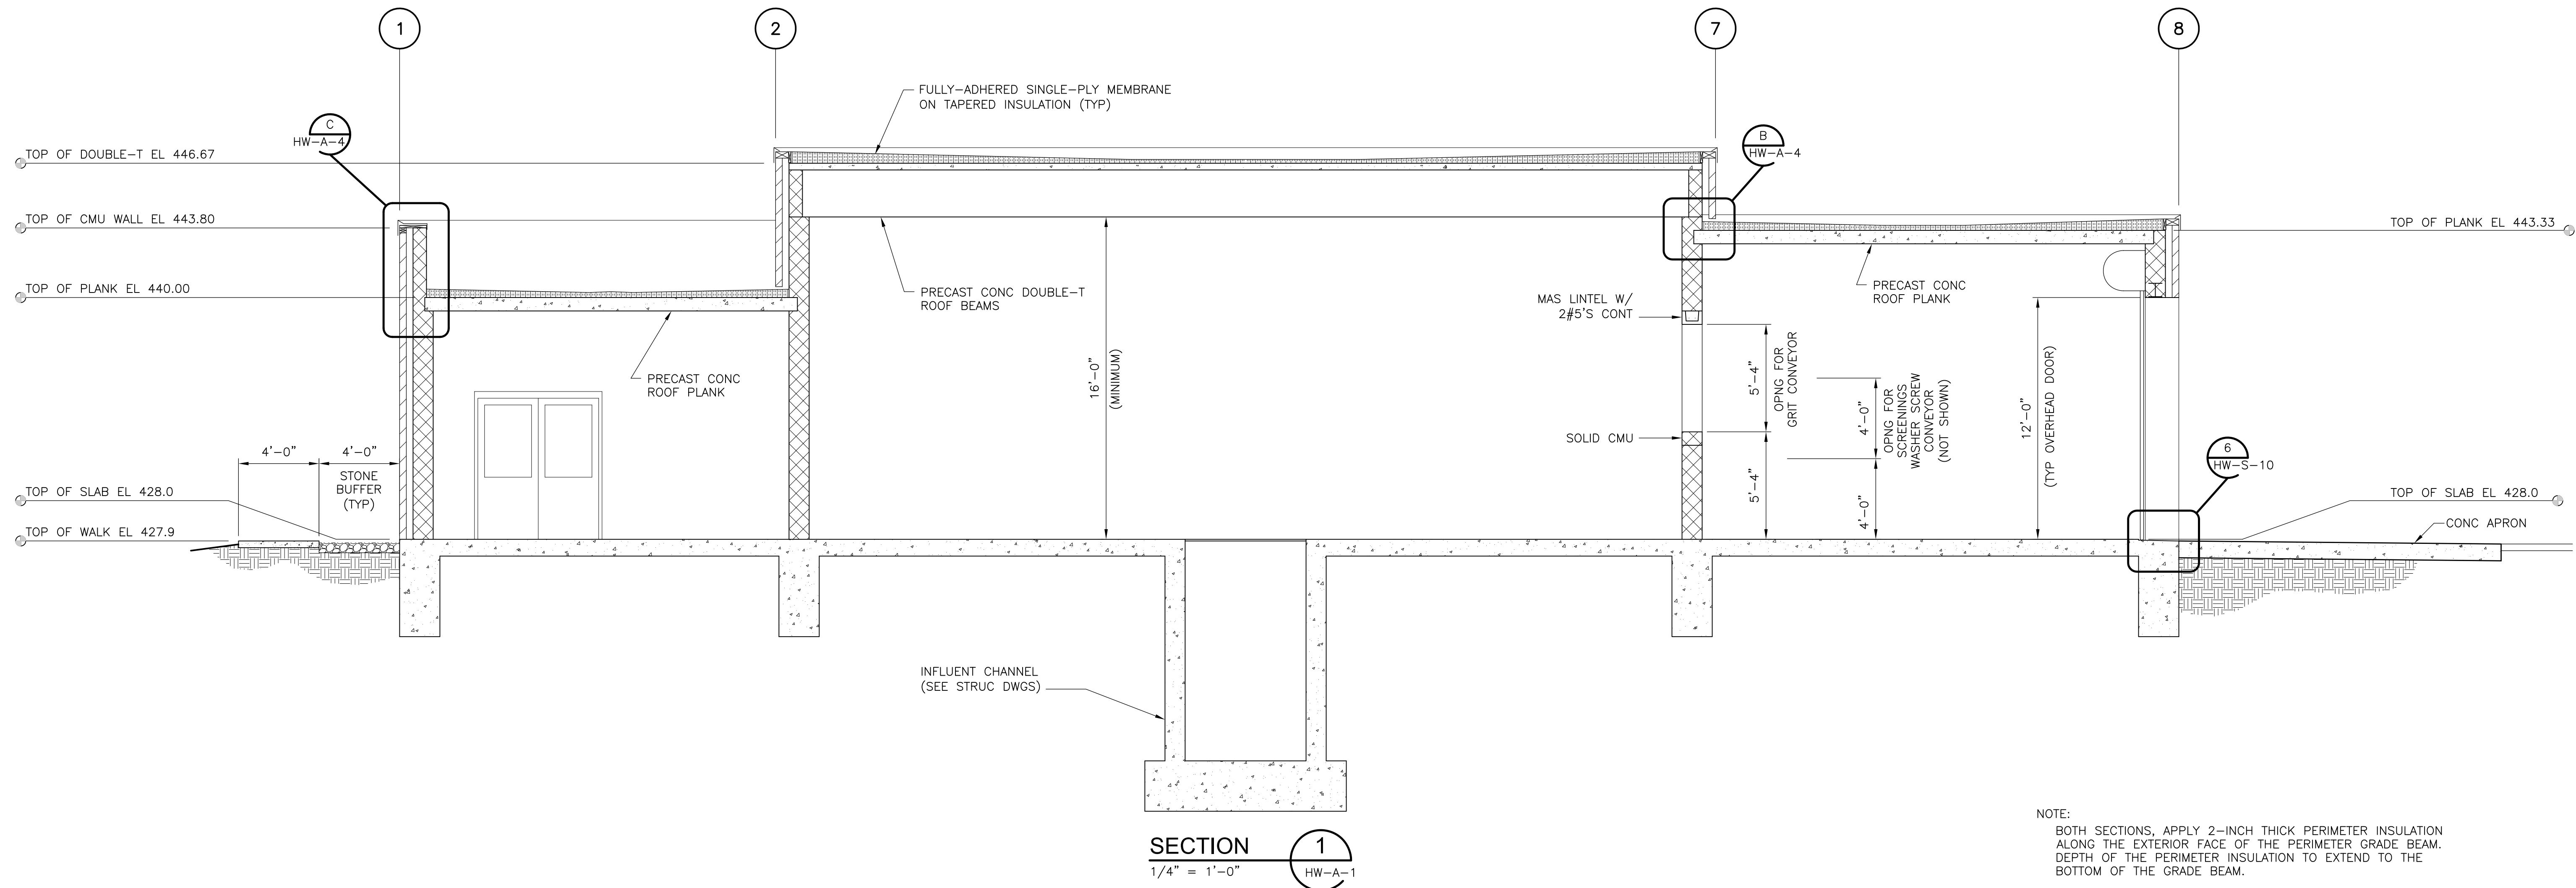 1
2
7
8
FULLY-ADHERED SINGLE-PLY MEMBRANE
ON TAPERED INSULATION (TYP)
C
HW-A-4
B
HW-A-4
TOP OF DOUBLE-T EL 446.67
TOP OF CMU WALL EL 443.80
TOP OF PLANK EL 443.33
TOP OF PLANK EL 440.00
PRECAST CONC DOUBLE-T
ROOF BEAMS
PRECAST CONC
ROOF PLANK
MAS LINTEL W/
2#5'S CONT
PRECAST CONC
ROOF PLANK
16'-0"
(MINIMUM)
5'-4"
OPNG FOR
GRIT CONVEYOR
4'-0"
OPNG FOR
SCREENINGS
WASHER SCREW
CONVEYOR
(NOT SHOWN)
12'-0"
(TYP OVERHEAD DOOR)
SOLID CMU
5'-4"
4'-0"
4'-0"
4'-0"
STONE
BUFFER
(TYP)
6
HW-S-10
TOP OF SLAB EL 428.0
TOP OF SLAB EL 428.0
TOP OF WALK EL 427.9
CONC APRON
INFLUENT CHANNEL
(SEE STRUC DWGS)
SECTION
1/4" = 1'-0"
1
HW-A-1
NOTE:
BOTH SECTIONS, APPLY 2-INCH THICK PERIMETER INSULATION
ALONG THE EXTERIOR FACE OF THE PERIMETER GRADE BEAM.
DEPTH OF THE PERIMETER INSULATION TO EXTEND TO THE
BOTTOM OF THE GRADE BEAM.